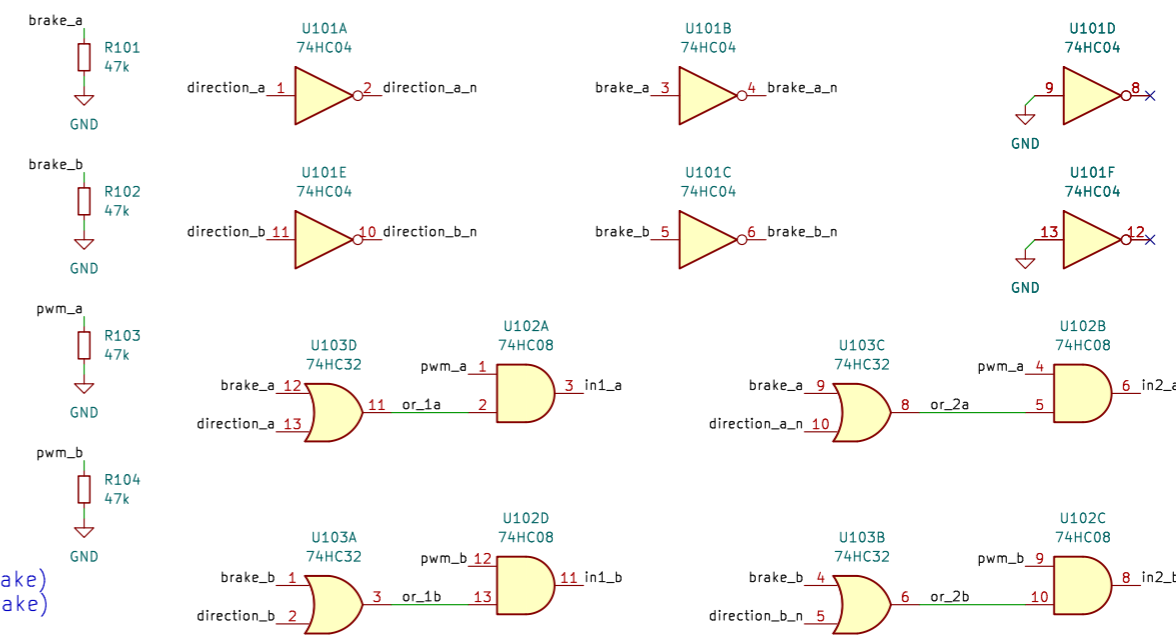 brake_a
R101
47k
GND
U101A
74HC04
direction_a 1 2 direction_a_n
U101B
74HC04
brake_a 3 4 brake_a_n
U101D
74HC04
9 8
GND
brake_b
R102
47k
GND
U101E
74HC04
direction_b 11 10 direction_b_n
U101C
74HC04
brake_b 5 6 brake_b_n
U101F
74HC04
13 12
GND
pwm_a
R103
47k
GND
U103D
74HC32
brake_a 12
direction_a 13
11 or_1a
U102A
74HC08
pwm_a 1
2
3 in1_a
U103C
74HC32
brake_a 9
direction_a_n 10
8 or_2a
U102B
74HC08
pwm_a 4
5
6 in2_a
pwm_b
R104
47k
GND
ake)
ake)
U103A
74HC32
brake_b 1
direction_b 2
3 or_1b
U102D
74HC08
pwm_b 12
13
11 in1_b
U103B
74HC32
brake_b 4
direction_b_n 5
6 or_2b
U102C
74HC08
pwm_b 9
10
8 in2_b